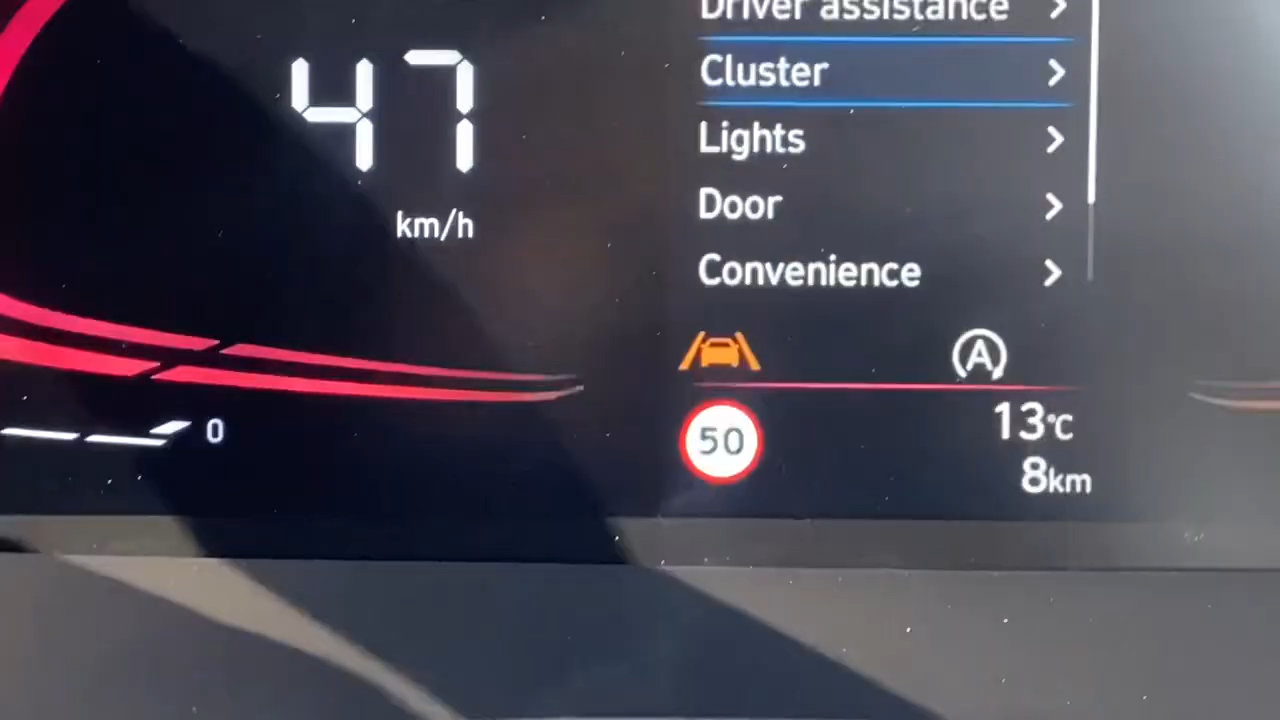 Driver assistance
Cluster
47
Lights
Door
km/h
Convenience
A
50
13°C
0
8km